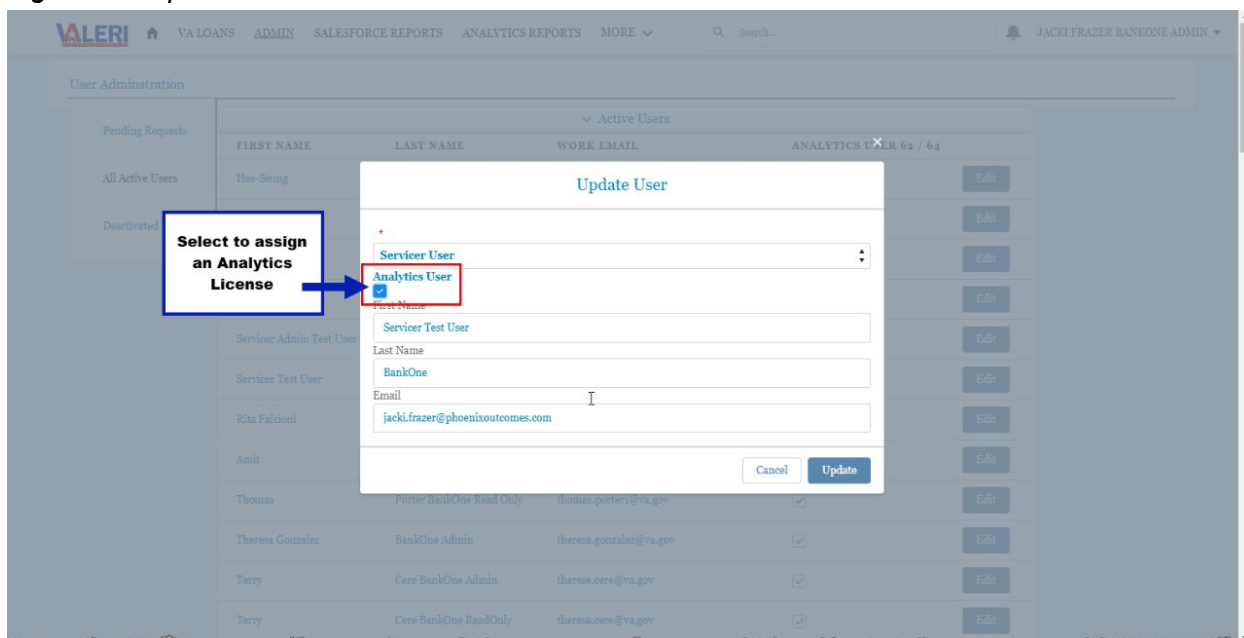 VALERI VA LOANS ADMIN SALESFORCE REPORTS ANALYTICS REPORTS MORE Search... JACKI FRAZER BANKONE ADMIN
User Adminstration
Active Users
Pending Requests
FIRST NAME LAST NAME WORK EMAIL ANALYTICS USER 62 / 64
All Active Users Hee-Seung Edit
Update User
Deactivated Edit
Select to assign
an Analytics
License
*
Servicer User Edit
Analytics User
First Name Edit
Servicer Test User
Servicer Admin Test User Edit
Last Name
BankOne
Servicer Test User Edit
Email
jacki.frazer@phoenixoutcomes.com
Rita Falcioni Edit
Amit Edit
Cancel Update
Thomas Porter BankOne Read Only thomas.porter1@va.gov Edit
Theresa Gonzalez BankOne Admin theresa.gonzalez@va.gov Edit
Terry Cere BankOne Admin therese.cere@va.gov Edit
Terry Cere BankOne ReadOnly therese.cere@va.gov Edit